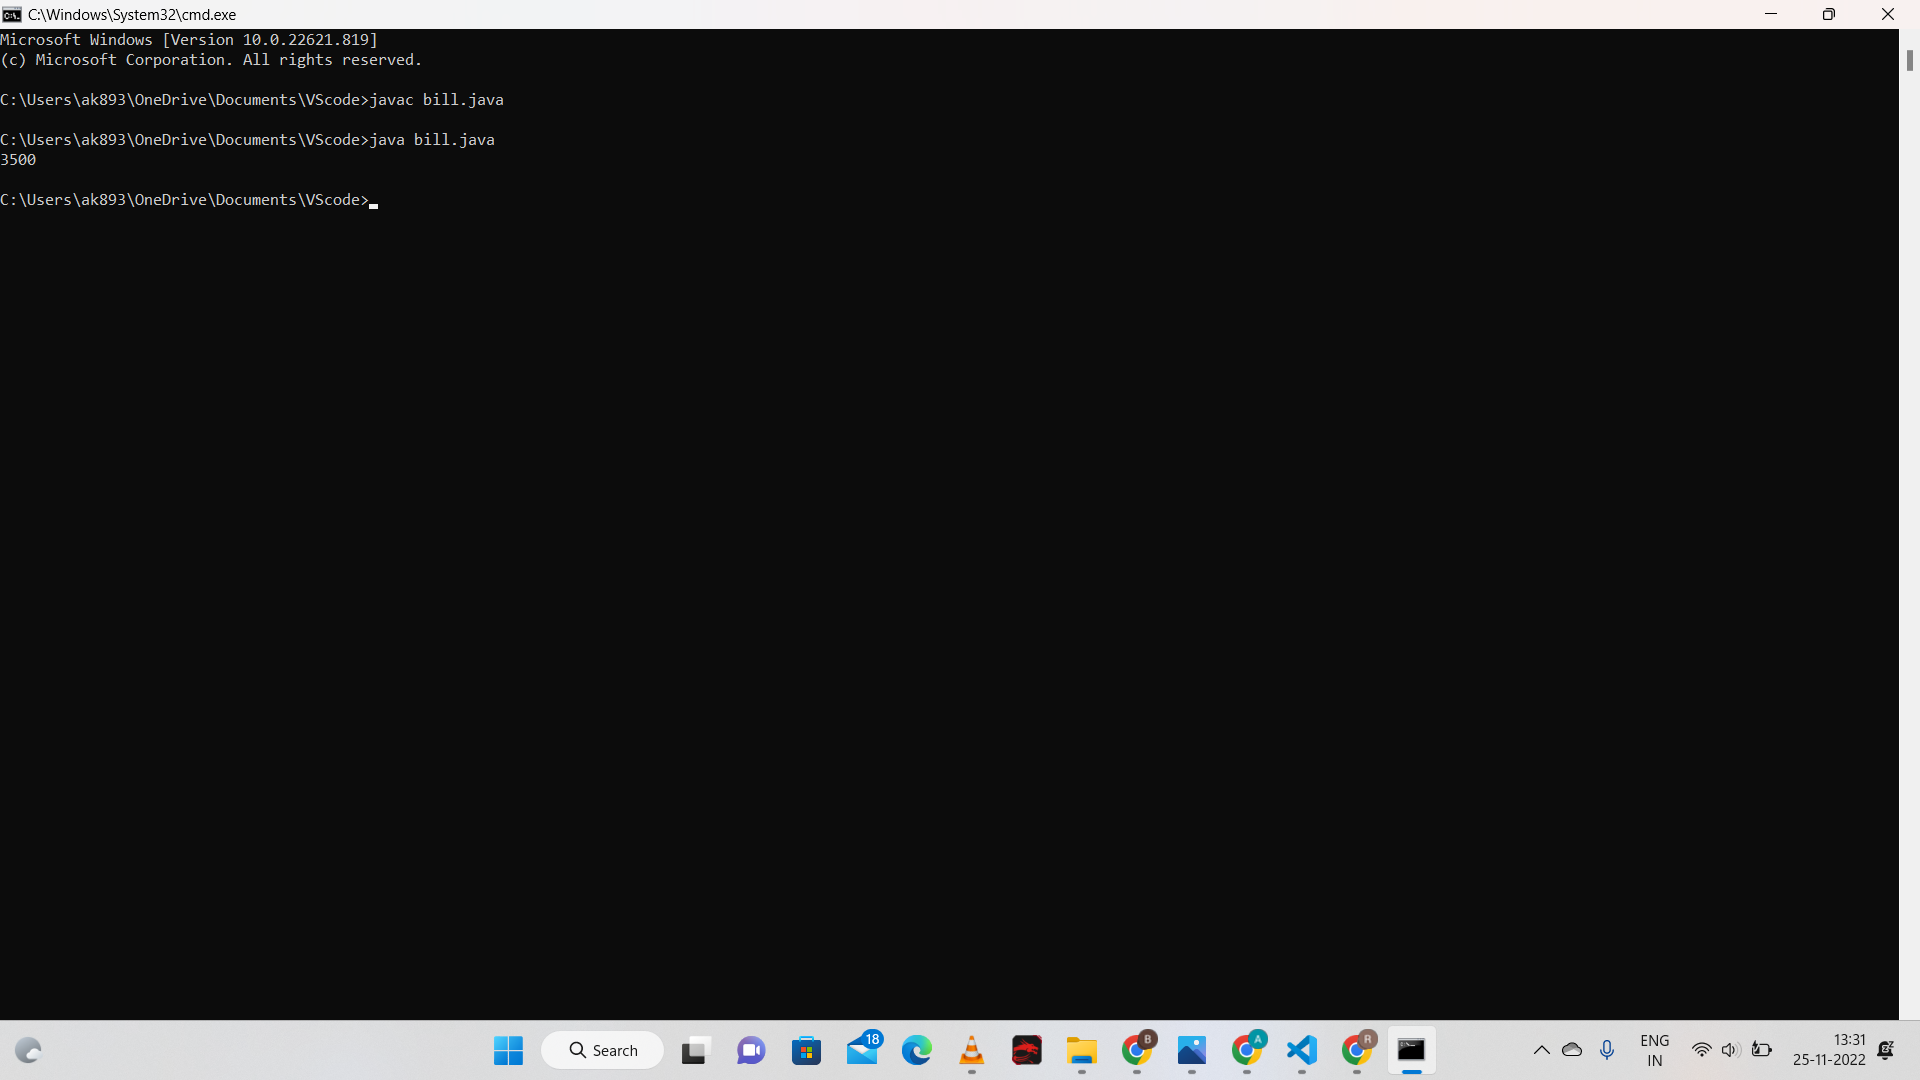 C:\Windows\System32\cmd.exe
Microsoft Windows [Version 10.0.22621.819]
(c) Microsoft Corporation. All rights reserved.
C:\Users\ak893\OneDrive\Documents\VScode>javac bill.java
C:\Users\ak893\OneDrive\Documents\VScode>java bill.java
3500
C:\Users\ak893\OneDrive\Documents\VScode>
Search
18
B
A
R
ENG
IN
13:31
25-11-2022